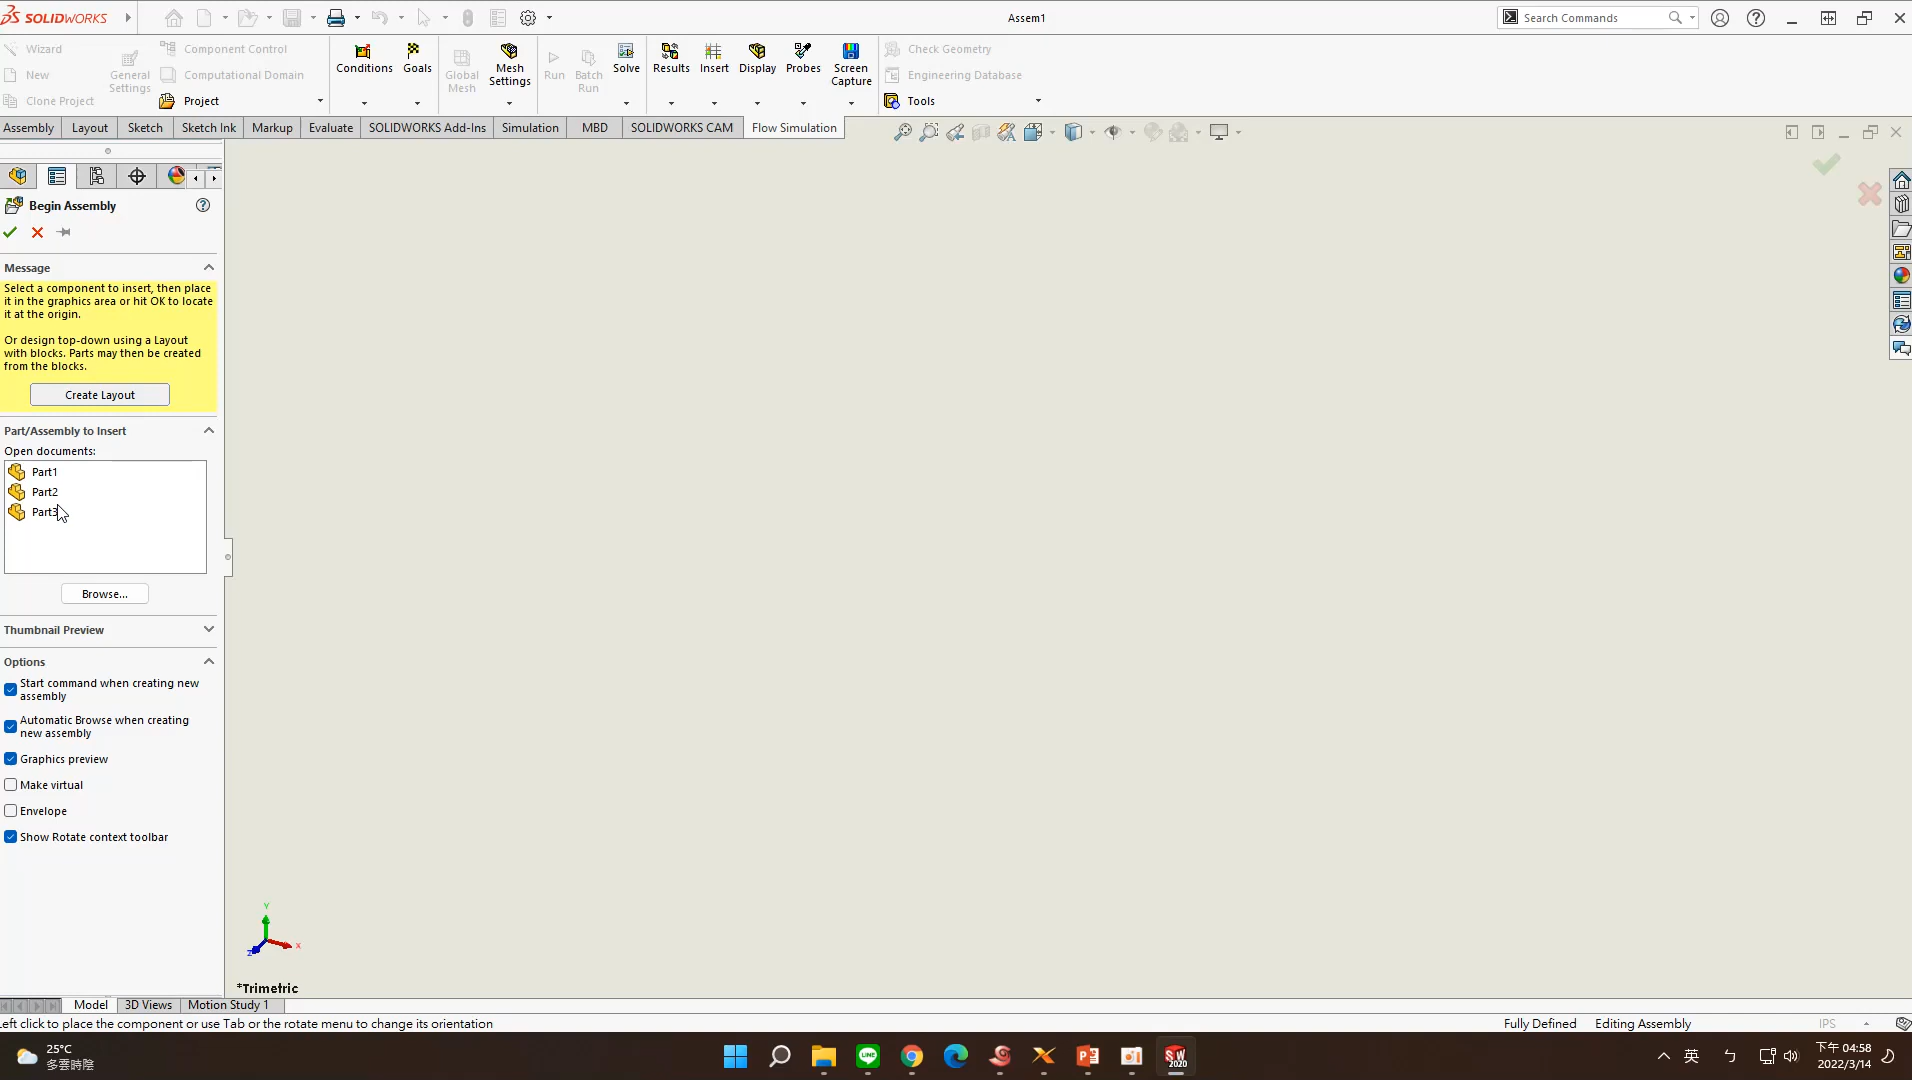 SOLIDWORKS
Assem1
Search Commands
Wizard
New
Clone Project
General Settings
Component Control
Computational Domain
Project
Conditions
Goals
Global Mesh
Mesh Settings
Run
Batch Run
Solve
Results
Insert
Display
Probes
Screen Capture
Check Geometry
Engineering Database
Tools
Assembly
Layout
Sketch
Sketch Ink
Markup
Evaluate
SOLIDWORKS Add-Ins
Simulation
MBD
SOLIDWORKS CAM
Flow Simulation
Begin Assembly
Message
Select a component to insert, then place
it in the graphics area or hit OK to locate
it at the origin.
Or design top-down using a Layout
with blocks. Parts may then be created
from the blocks.
Create Layout
Part/Assembly to Insert
Open documents:
Part1
Part2
Part3
Browse...
Thumbnail Preview
Options
Start command when creating new
assembly
Automatic Browse when creating
new assembly
Graphics preview
Make virtual
Envelope
Show Rotate context toolbar
Y
X
Z
*Trimetric
Model
3D Views
Motion Study 1
Left click to place the component or use Tab or the rotate menu to change its orientation
Fully Defined
Editing Assembly
IPS
25°C
多雲時陰
SW
2020
英
ㄅ
下午 04:58
2022/3/14